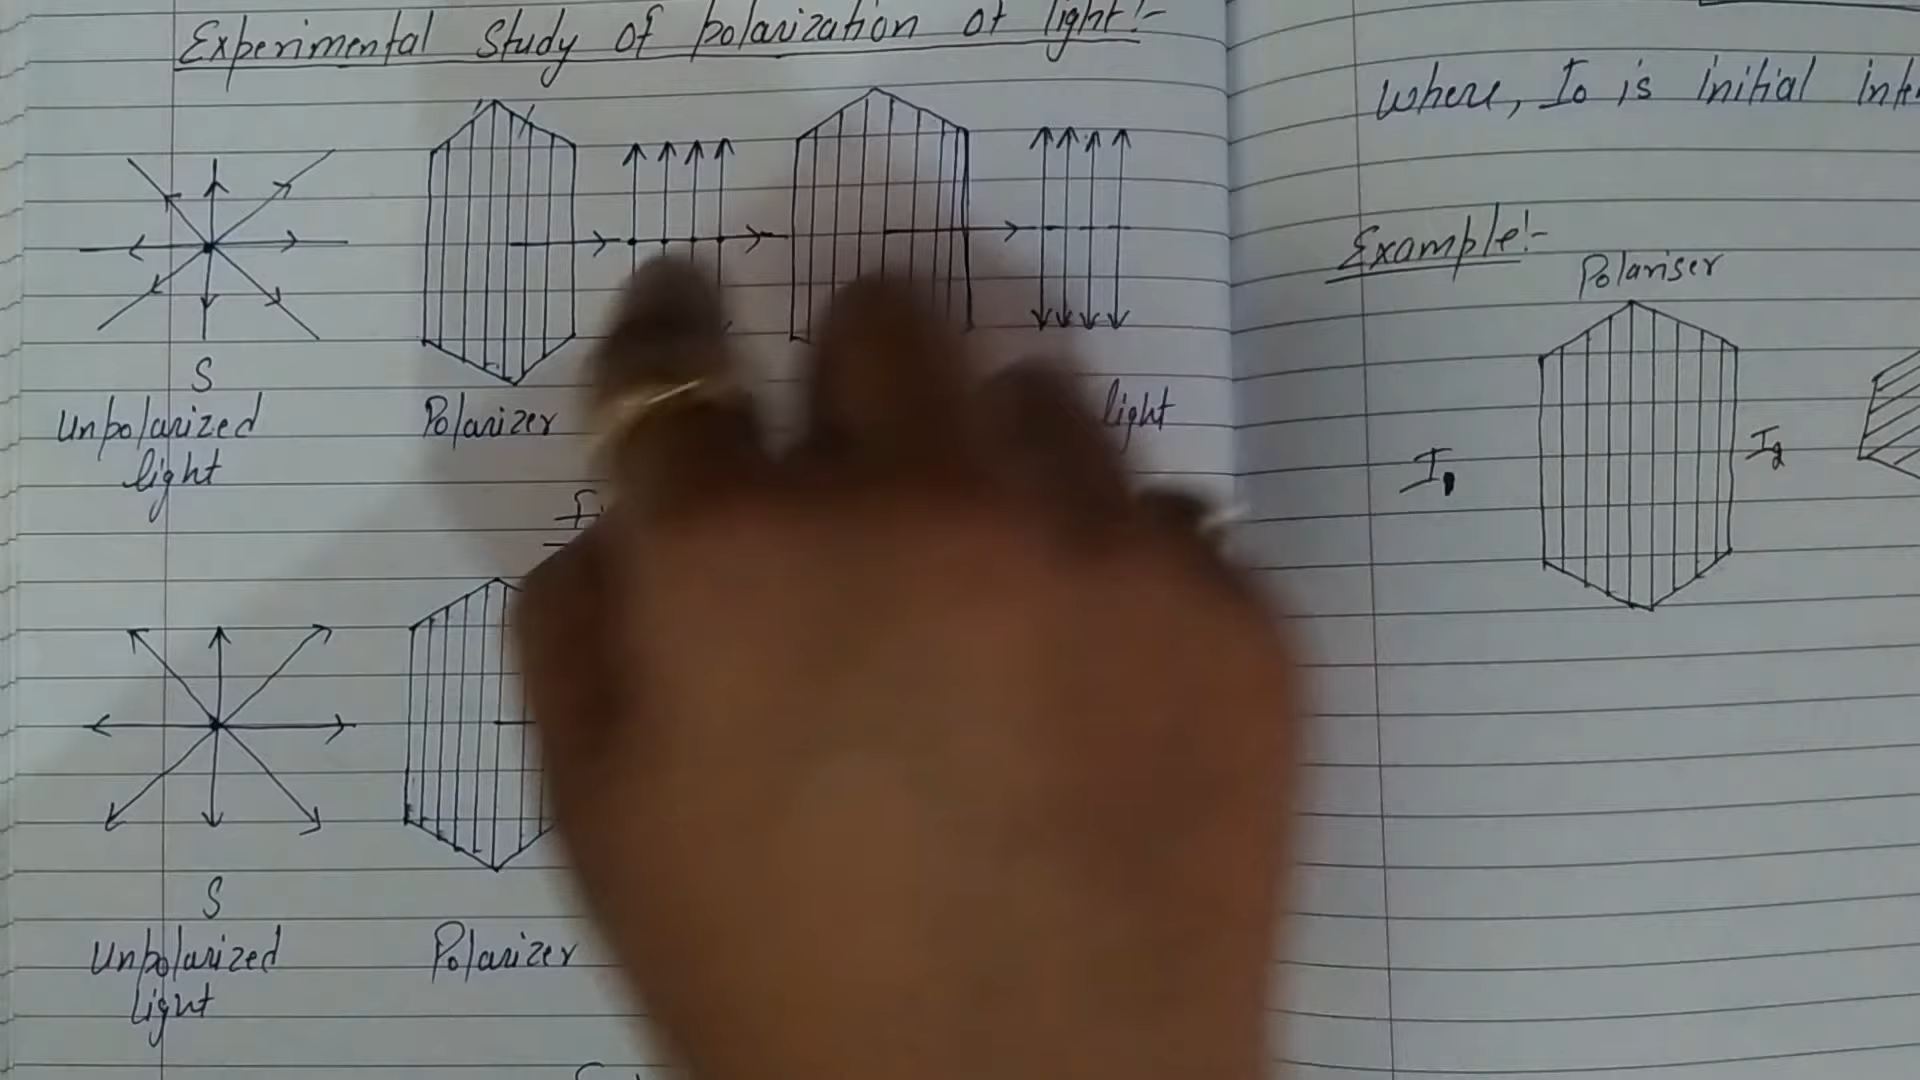 Experimental Study of polarization of light :-
S
Unpolarized
light
Polarizer
light
S
Unpolarized
light
Polarizer
where, I0 is initial
Example :-
Polariser
I1
I2